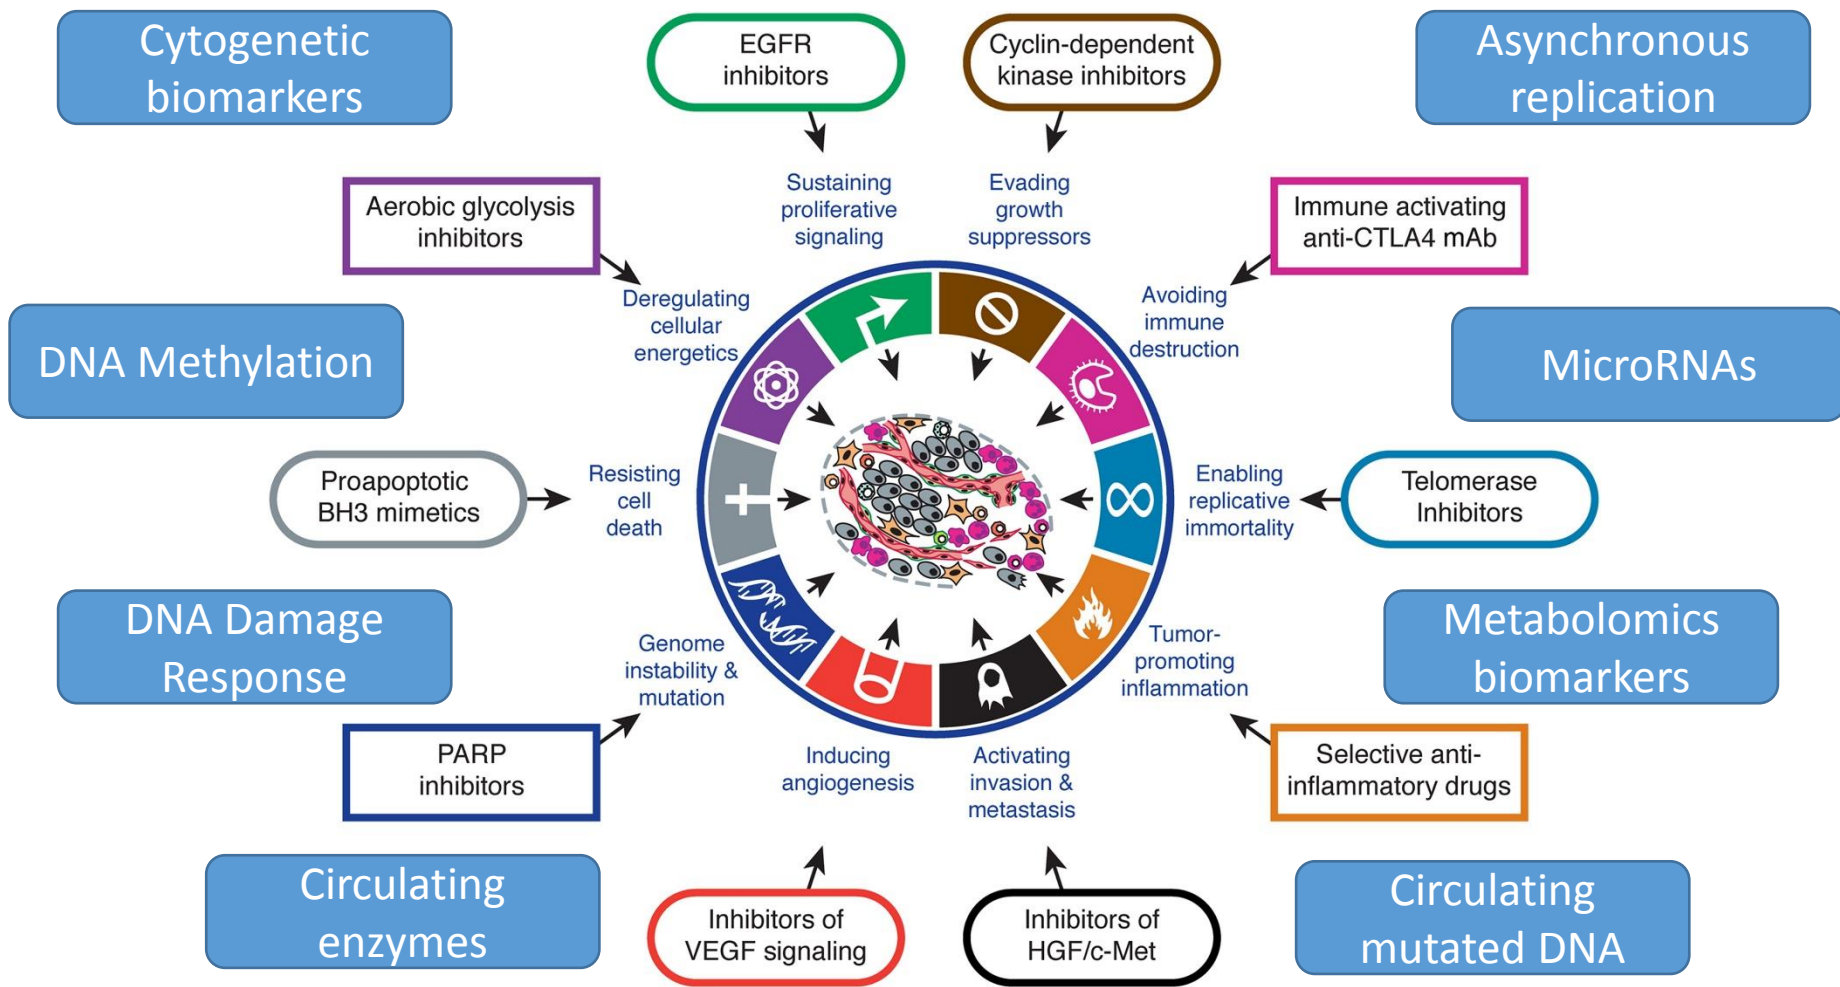 Cytogenetic
biomarkers
EGFR
inhibitors
Cyclin-dependent
kinase inhibitors
Asynchronous
replication
Aerobic glycolysis
inhibitors
Sustaining
proliferative
signaling
Evading
growth
suppressors
Immune activating
anti-CTLA4 mAb
Deregulating
cellular
energetics
Avoiding
immune
destruction
DNA Methylation
MicroRNAs
Proapoptotic
BH3 mimetics
Resisting
cell
death
Enabling
replicative
immortality
Telomerase
Inhibitors
DNA Damage
Response
Genome
instability &
mutation
Tumor-
promoting
inflammation
Metabolomics
biomarkers
PARP
inhibitors
Inducing
angiogenesis
Activating
invasion &
metastasis
Selective anti-
inflammatory drugs
Circulating
enzymes
Inhibitors of
VEGF signaling
Inhibitors of
HGF/c-Met
Circulating
mutated DNA